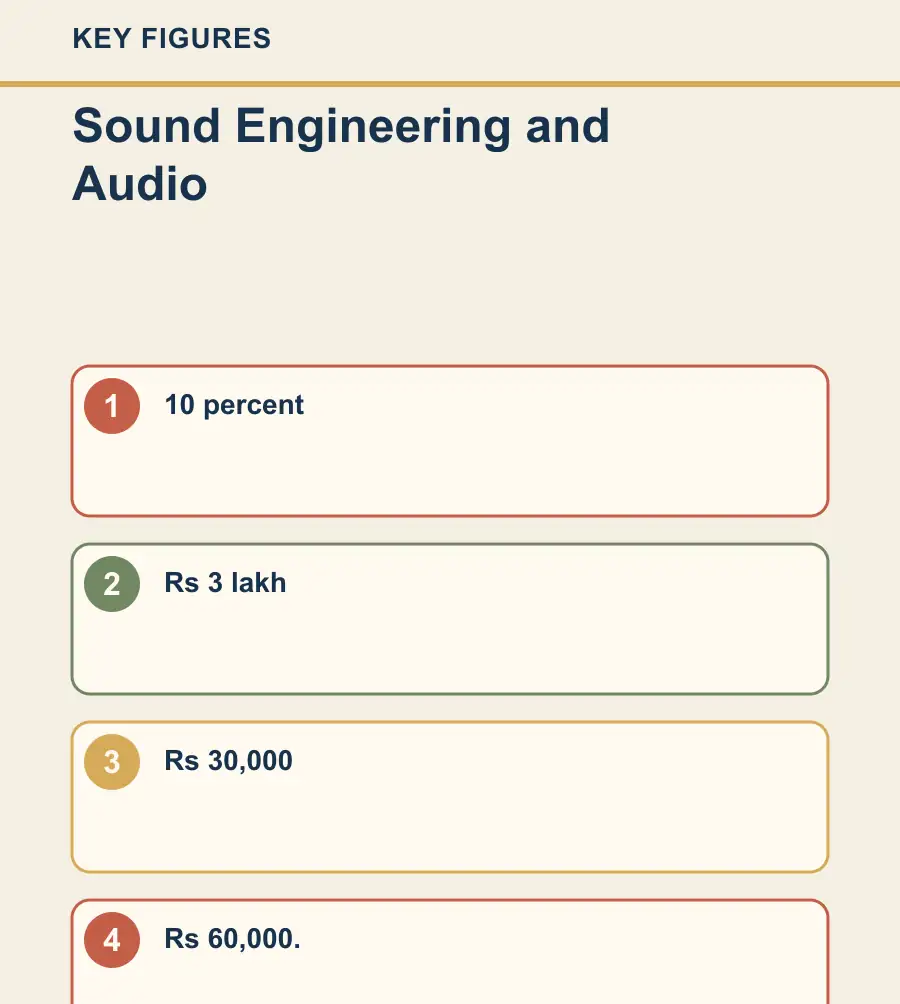 KEY FIGURES
Sound Engineering and
Audio
1 10 percent
2 Rs 3 lakh
3 Rs 30,000
4 Rs 60,000.